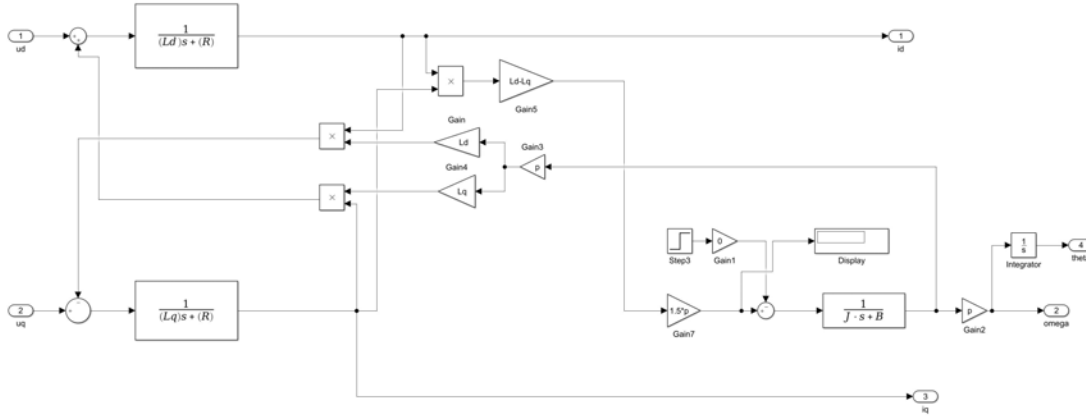 1
ud
1
(Ld )s + (R)
1
id
×
Ld-Lq
Gain5
×
Gain
Ld
Gain3
p
Gain4
×
Lq
Step3
0
Gain1
Display
1
s
Integrator
4
theta
2
uq
1
(Lq)s + (R)
1.5*p
Gain7
1
J · s + B
p
Gain2
2
omega
3
iq